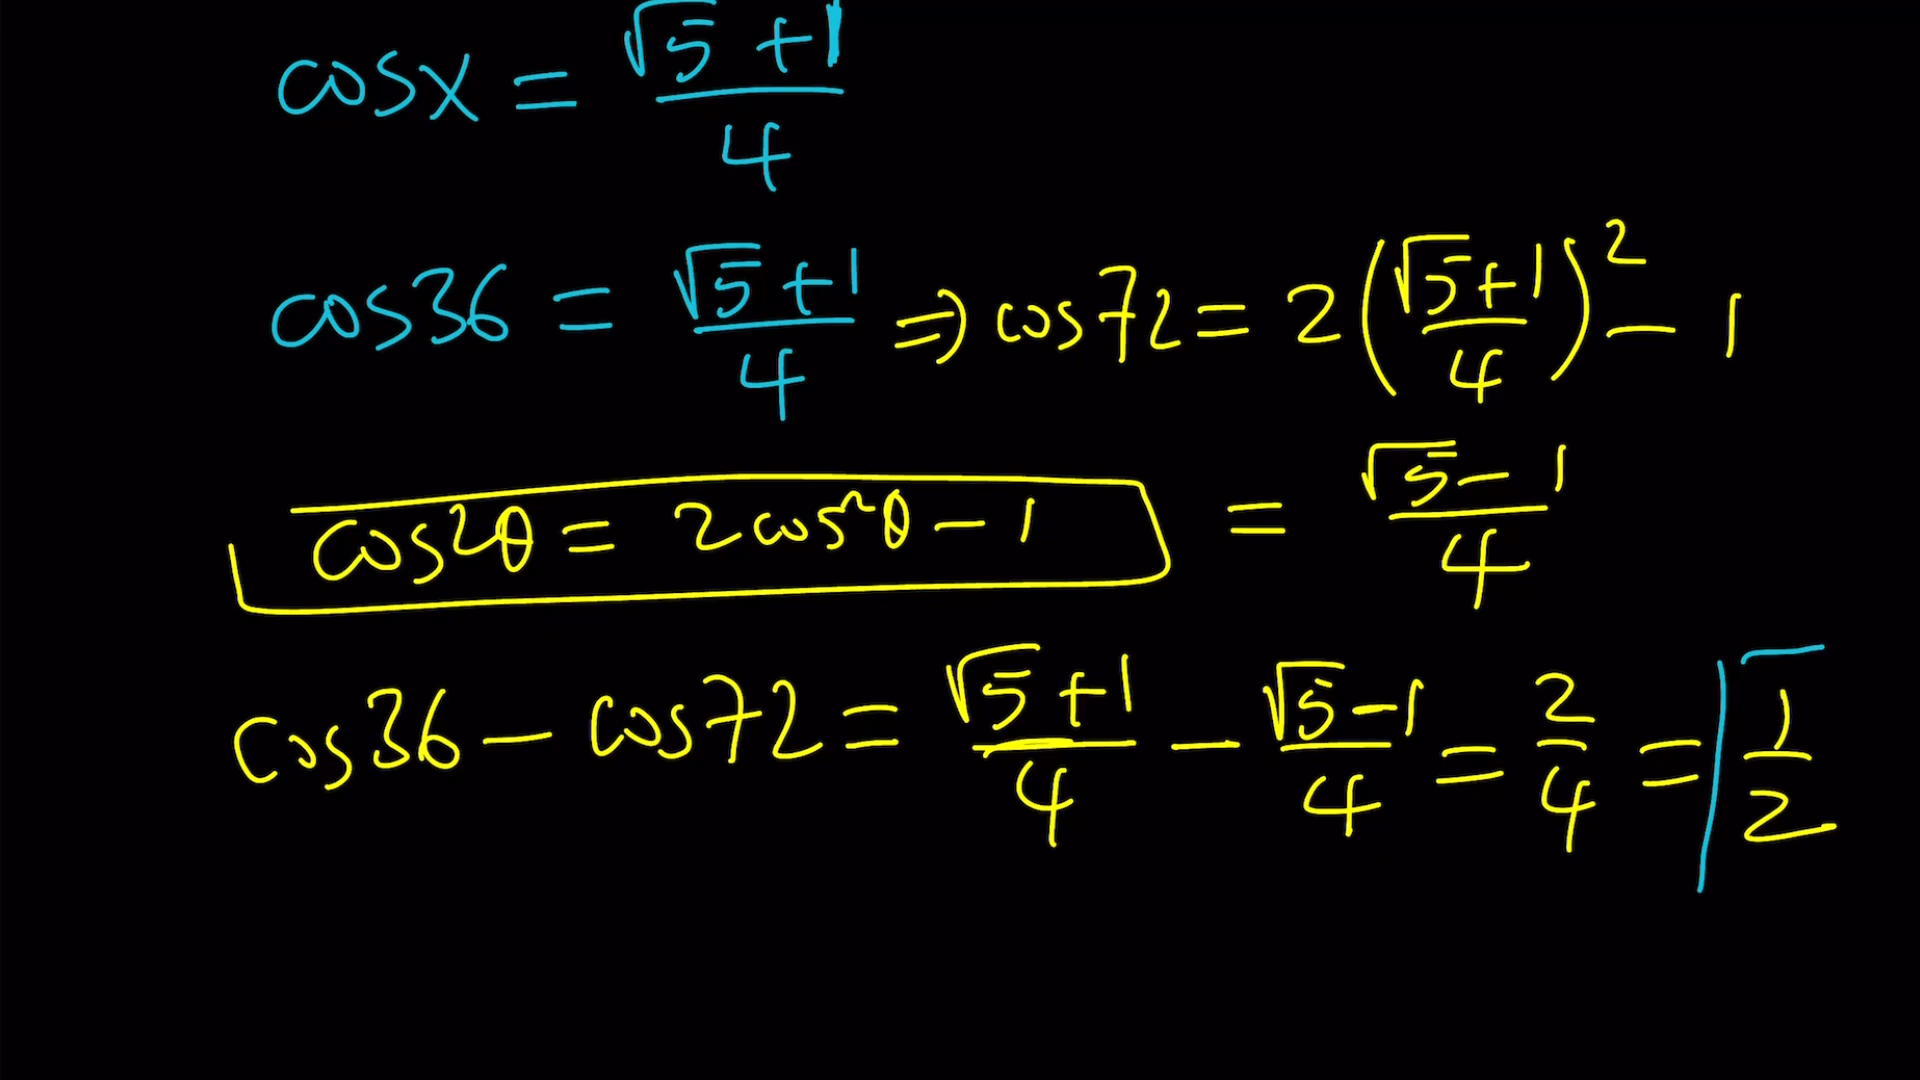 cosx = (√5 + 1)/4
cos36 = (√5 + 1)/4 ⇒ cos72 = 2((√5 + 1)/4)² − 1
cos2θ = 2cos²θ − 1 = (√5 − 1)/4
cos36 − cos72 = (√5 + 1)/4 − (√5 − 1)/4 = 2/4 = 1/2